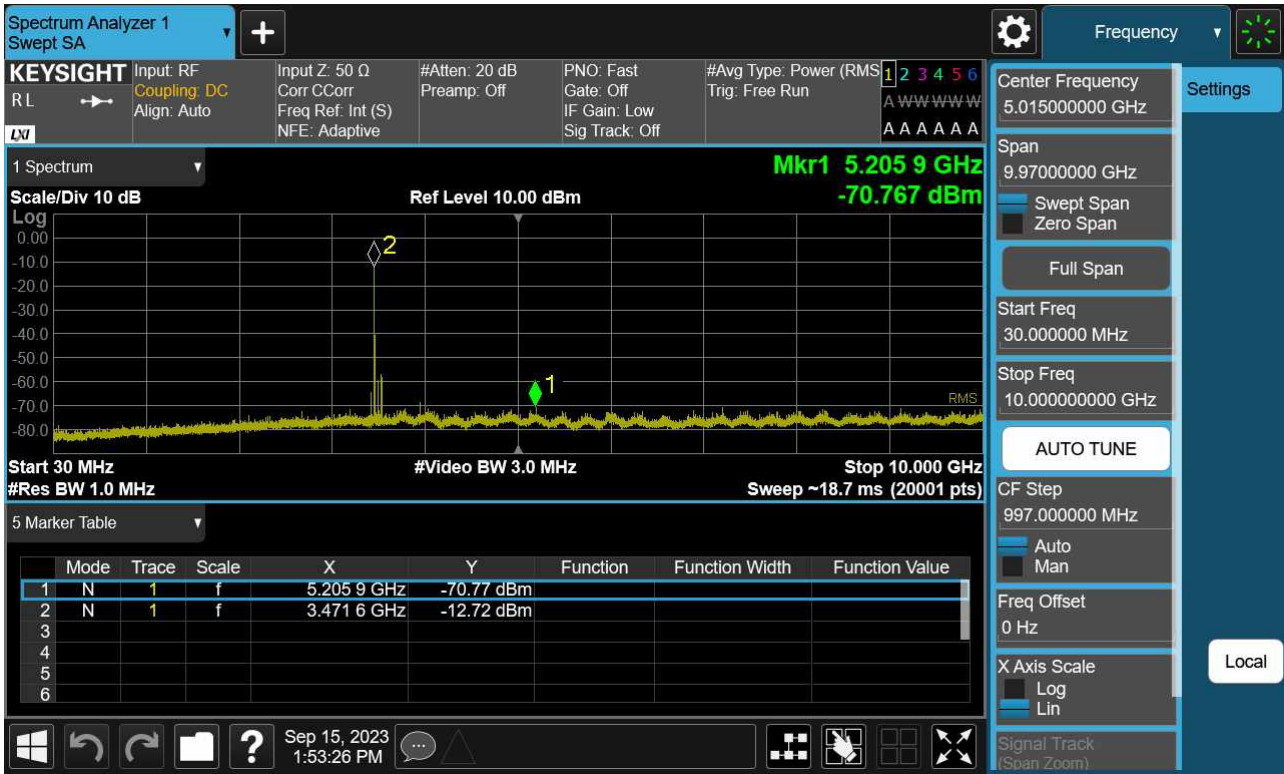 Spectrum Analyzer 1
Swept SA
Frequency
KEYSIGHT
R L
LXI
Input: RF
Coupling: DC
Align: Auto
Input Z: 50 Ω
Corr CCorr
Freq Ref: Int (S)
NFE: Adaptive
#Atten: 20 dB
Preamp: Off
PNO: Fast
Gate: Off
IF Gain: Low
Sig Track: Off
#Avg Type: Power (RMS
Trig: Free Run
1 2 3 4 5 6
A W W W W W
A A A A A A
1 Spectrum
Mkr1 5.205 9 GHz
-70.767 dBm
Scale/Div 10 dB
Ref Level 10.00 dBm
Log
0.00
-10.0
-20.0
-30.0
-40.0
-50.0
-60.0
-70.0
-80.0
2
1
RMS
Start 30 MHz
#Video BW 3.0 MHz
Stop 10.000 GHz
#Res BW 1.0 MHz
Sweep ~18.7 ms (20001 pts)
5 Marker Table
Mode Trace Scale X Y Function Function Width Function Value
1 N 1 f 5.205 9 GHz -70.77 dBm
2 N 1 f 3.471 6 GHz -12.72 dBm
3
4
5
6
Sep 15, 2023
1:53:26 PM
Center Frequency
5.015000000 GHz
Span
9.97000000 GHz
Swept Span
Zero Span
Full Span
Start Freq
30.000000 MHz
Stop Freq
10.000000000 GHz
AUTO TUNE
CF Step
997.000000 MHz
Auto
Man
Freq Offset
0 Hz
X Axis Scale
Log
Lin
Signal Track
(Span Zoom)
Settings
Local